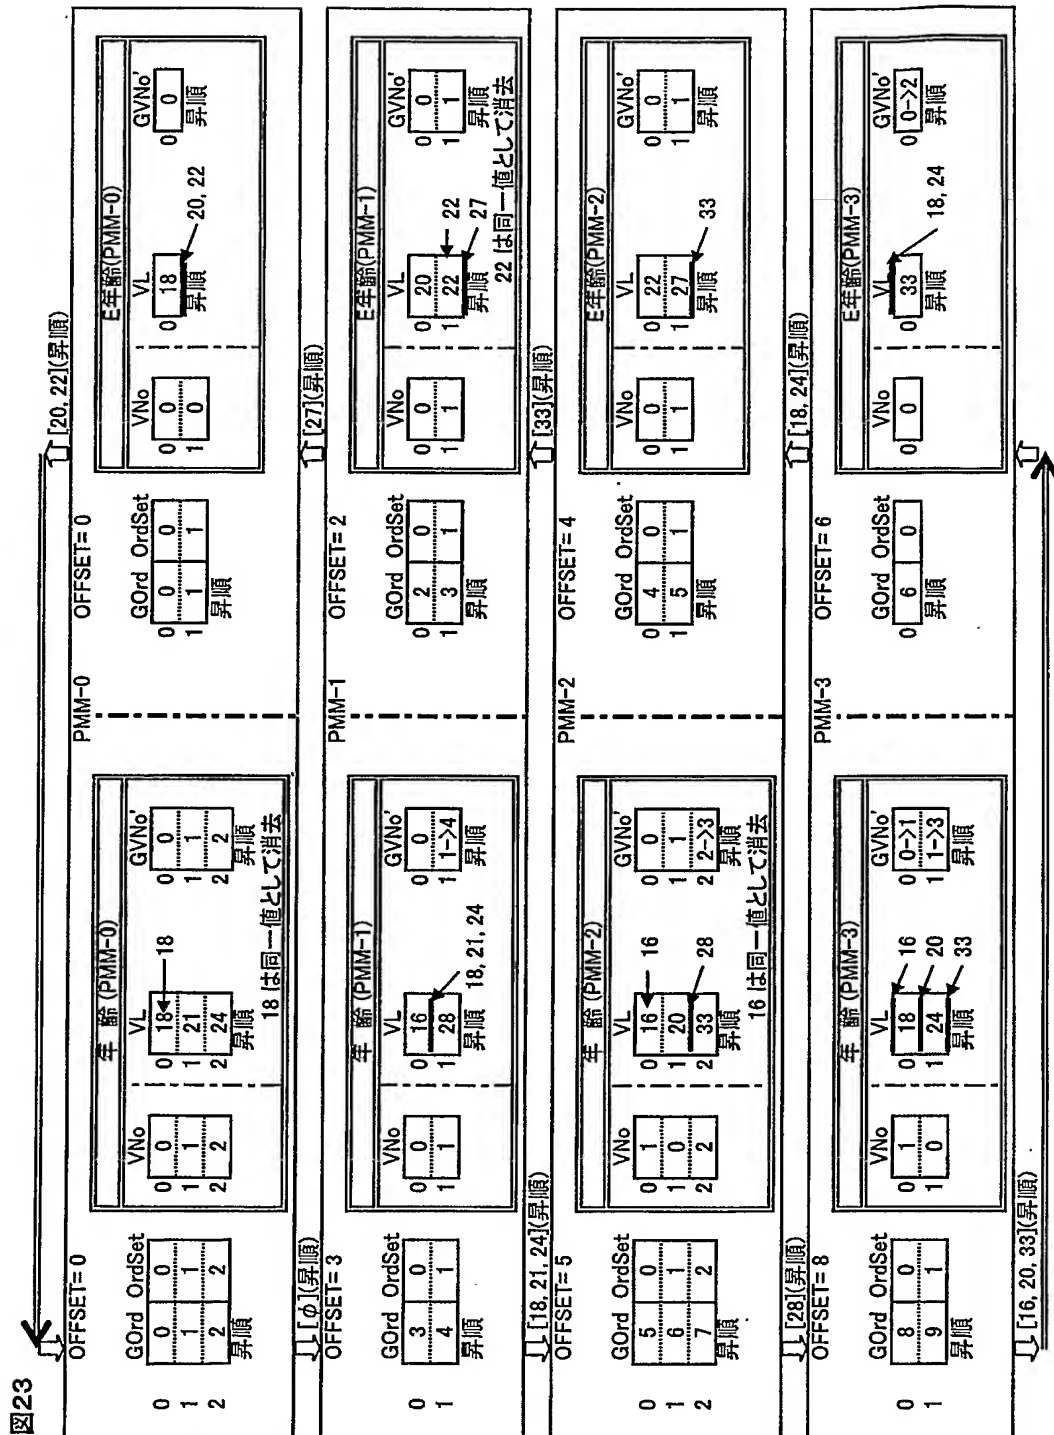 図23
OFFSET= 0
GOrd OrdSet
0 0 0
1 1 1
2 2 2
昇順
年 齢 (PMM-0)
VNo
0 0
1 1
2 2
VL
0 18 18
1 21
2 24
昇順
GVNo'
0 0
1 1
2 2
昇順
18 は同一値として消去
PMM-0
OFFSET= 0
GOrd OrdSet
0 0 0
1 1 1
昇順
[20, 22](昇順)
E年齢(PMM-0)
VNo
0 0
1 0
VL
0 18
昇順
20, 22
GVNo'
0 0
昇順
[φ](昇順)
OFFSET= 3
GOrd OrdSet
0 3 0
1 4 1
昇順
年 齢 (PMM-1)
VNo
0 0
1 1
VL
0 16
1 28
昇順
18, 21, 24
GVNo'
0 0
1 1->4
昇順
PMM-1
OFFSET= 2
GOrd OrdSet
0 2 0
1 3 1
昇順
[27](昇順)
E年齢(PMM-1)
VNo
0 0
1 1
VL
0 20
1 22 22
昇順 27
GVNo'
0 0
1 1
昇順
22 は同一値として消去
[18, 21, 24](昇順)
OFFSET= 5
GOrd OrdSet
0 0 5 0
1 1 6 1
2 2 7 2
昇順
年 齢 (PMM-2)
VNo
0 1
1 0
2 2
VL
0 16 16
1 20
2 33 28
昇順
GVNo'
0 0
1 1
2 2->3
昇順
16 は同一値として消去
PMM-2
OFFSET= 4
GOrd OrdSet
0 4 0
1 5 1
昇順
[33](昇順)
E年齢(PMM-2)
VNo
0 0
1 1
VL
0 22
1 27
昇順
33
GVNo'
0 0
1 1
昇順
[28](昇順)
OFFSET= 8
GOrd OrdSet
0 0 8 0
1 1 9 1
昇順
年 齢 (PMM-3)
VNo
0 1
1 0
VL
0 18 16
1 24 20
昇順 33
GVNo'
0 0->1
1 1->3
昇順
PMM-3
OFFSET= 6
GOrd OrdSet
0 6 0
昇順
[18, 24](昇順)
E年齢(PMM-3)
VNo
0 0
VL
0 33
昇順
18, 24
GVNo'
0 0->2
昇順
[16, 20, 33](昇順)